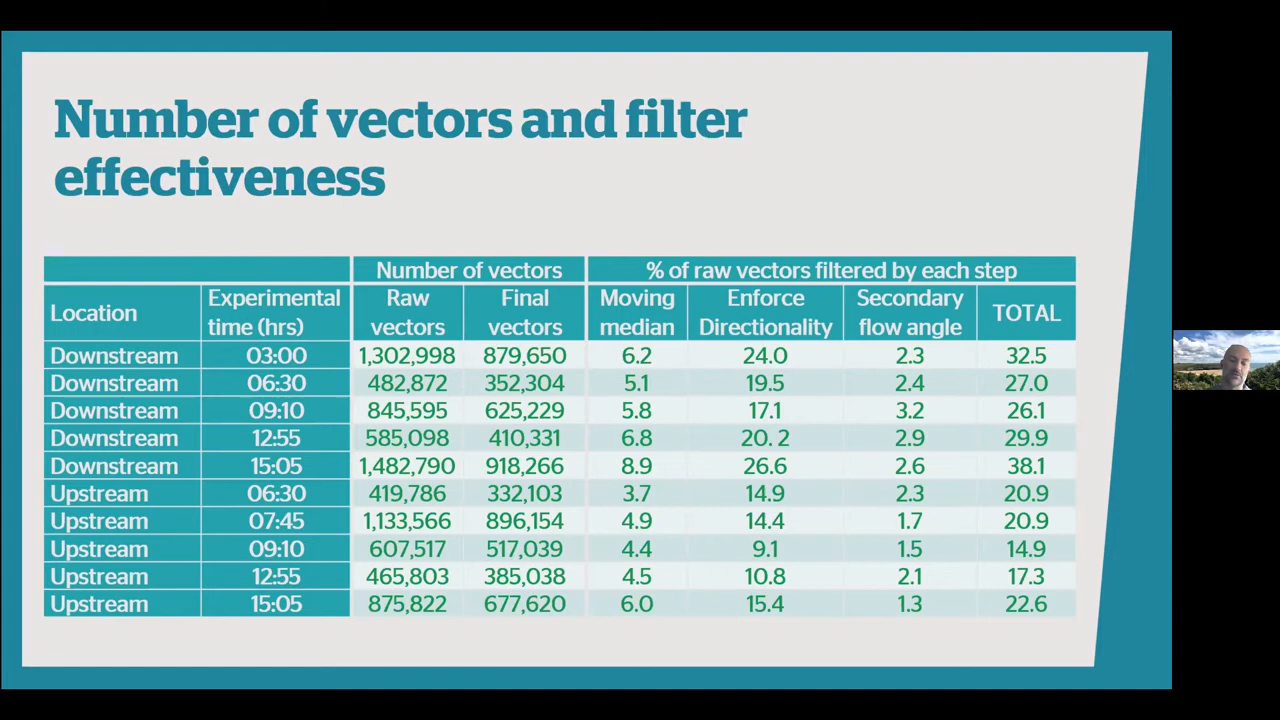 Number of vectors and filter
effectiveness
Number of vectors % of raw vectors filtered by each step
Location Experimental time (hrs) Raw vectors Final vectors Moving median Enforce Directionality Secondary flow angle TOTAL
Downstream 03:00 1,302,998 879,650 6.2 24.0 2.3 32.5
Downstream 06:30 482,872 352,304 5.1 19.5 2.4 27.0
Downstream 09:10 845,595 625,229 5.8 17.1 3.2 26.1
Downstream 12:55 585,098 410,331 6.8 20. 2 2.9 29.9
Downstream 15:05 1,482,790 918,266 8.9 26.6 2.6 38.1
Upstream 06:30 419,786 332,103 3.7 14.9 2.3 20.9
Upstream 07:45 1,133,566 896,154 4.9 14.4 1.7 20.9
Upstream 09:10 607,517 517,039 4.4 9.1 1.5 14.9
Upstream 12:55 465,803 385,038 4.5 10.8 2.1 17.3
Upstream 15:05 875,822 677,620 6.0 15.4 1.3 22.6